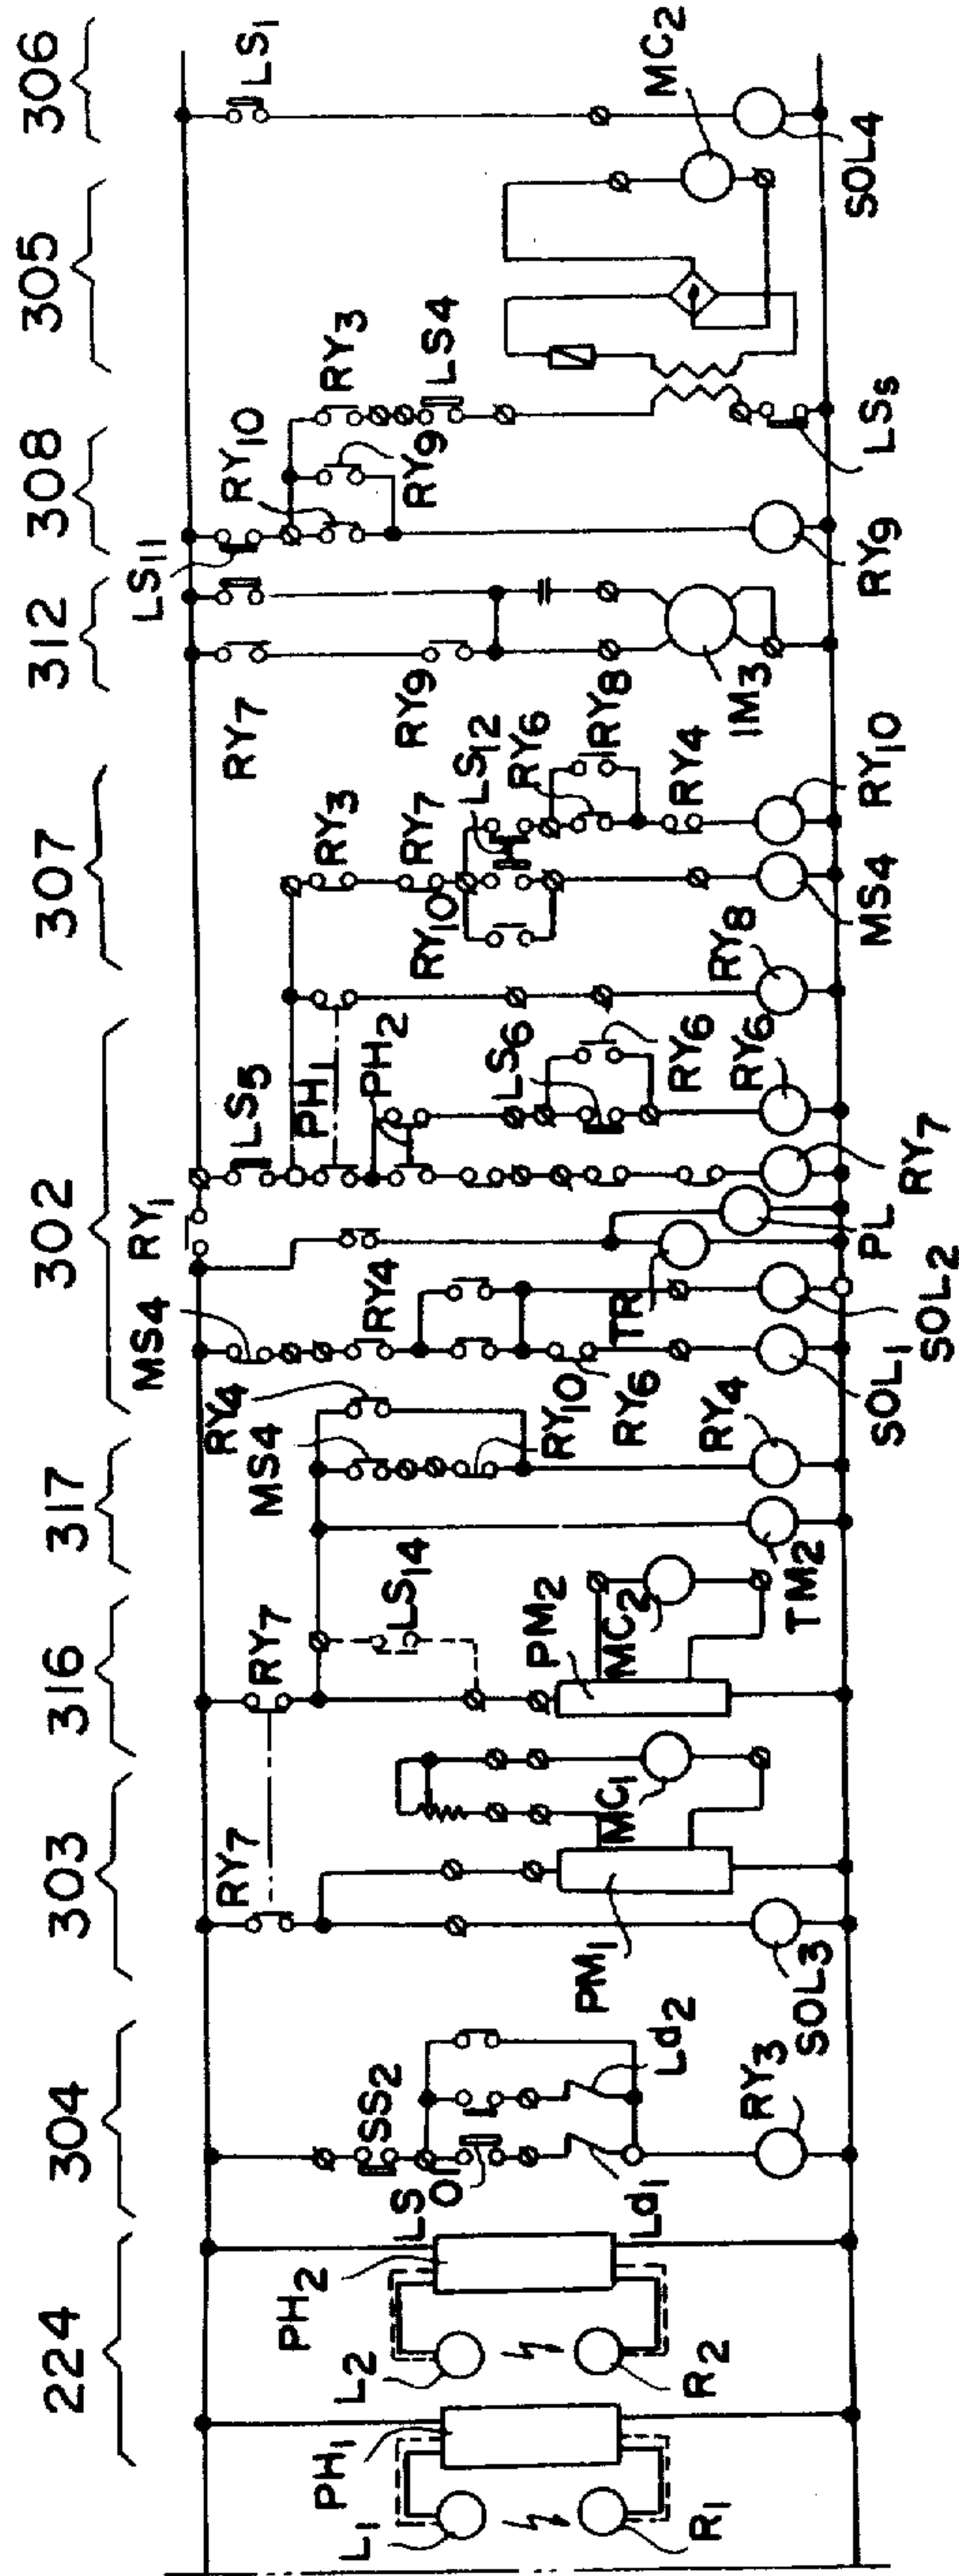 224 304 303 316 317 302 307 312 308 305 306
PH1
L1
R1
PH2
L2
R2
SS2
LS
01
L
Ld1
Ld2
RY3
RY7
SOL3
PM1
MC1
RY7
LS14
PM2
MC2
TM2
MS4
RY4
RY10
RY4
MS4
RY4
RY6
SOL1
SOL2
TR
PL
RY1
LS5
PH1
PH2
LS6
RY6
RY6
RY7
RY8
RY3
RY7
RY10
LS12
RY6
RY8
RY4
MS4
RY10
RY7
RY9
IM3
LS11
RY10
RY9
RY9
RY3
LS4
LSs
MC2
LS1
SOL4